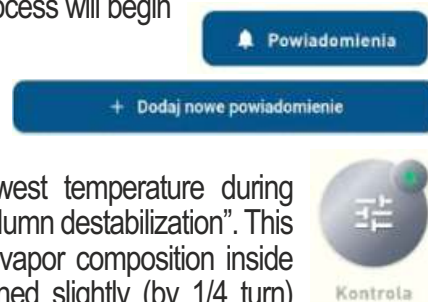 ocess will begin
Powiadomienia
+ Dodaj nowe powiadomienie
west temperature during
lumn destabilization". This
vapor composition inside
ned slightly (by 1/4 turn)
Kontrola